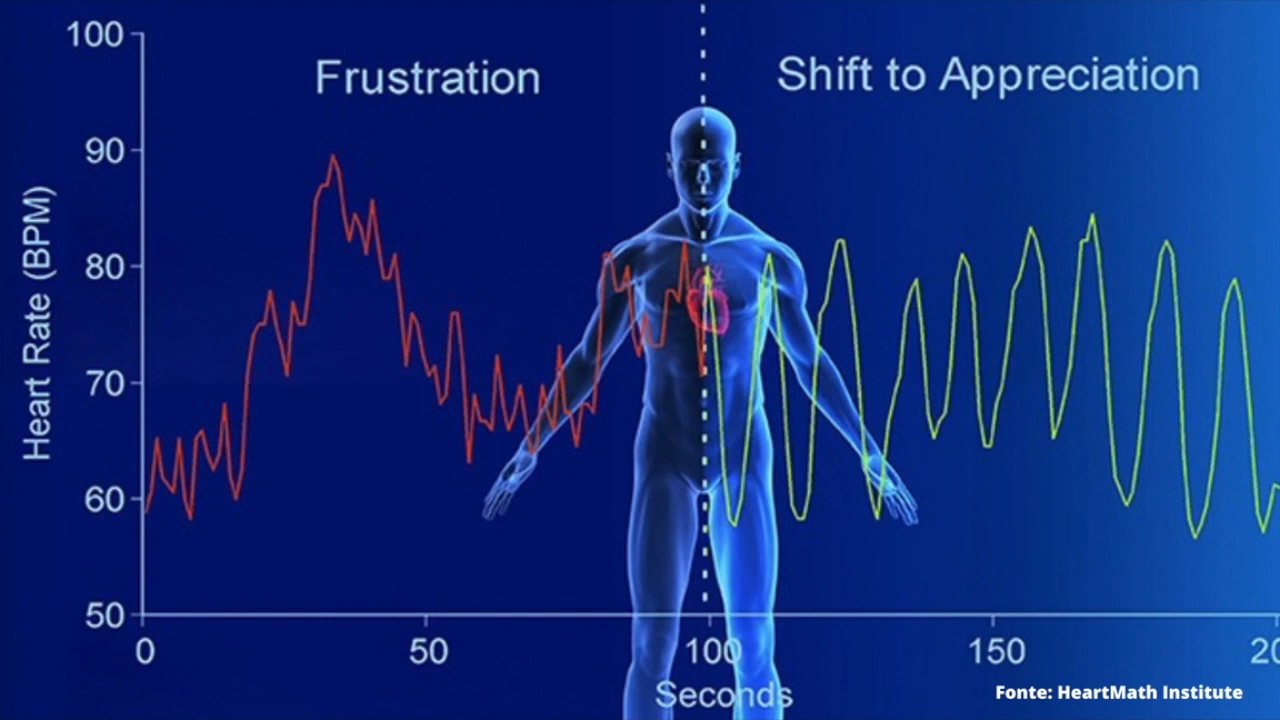 100
Frustration
Shift to Appreciation
90
80
70
60
50
Heart Rate (BPM)
0
50
100
150
20
Seconds
Fonte: HeartMath Institute